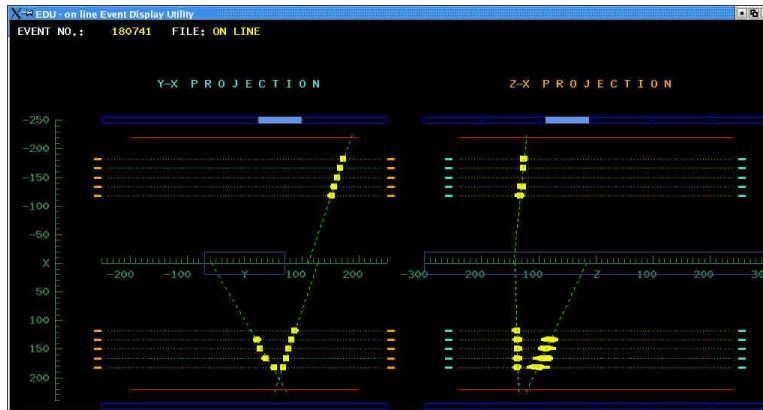 EDU - on line Event Display Utility
EVENT NO.: 180741 FILE: ON LINE
Y-X PROJECTION Z-X PROJECTION
-250
-200
-150
-100
-50
X
-200 -100 Y 100 200 -300 200 -100 Z 100 200 300
50
100
150
200